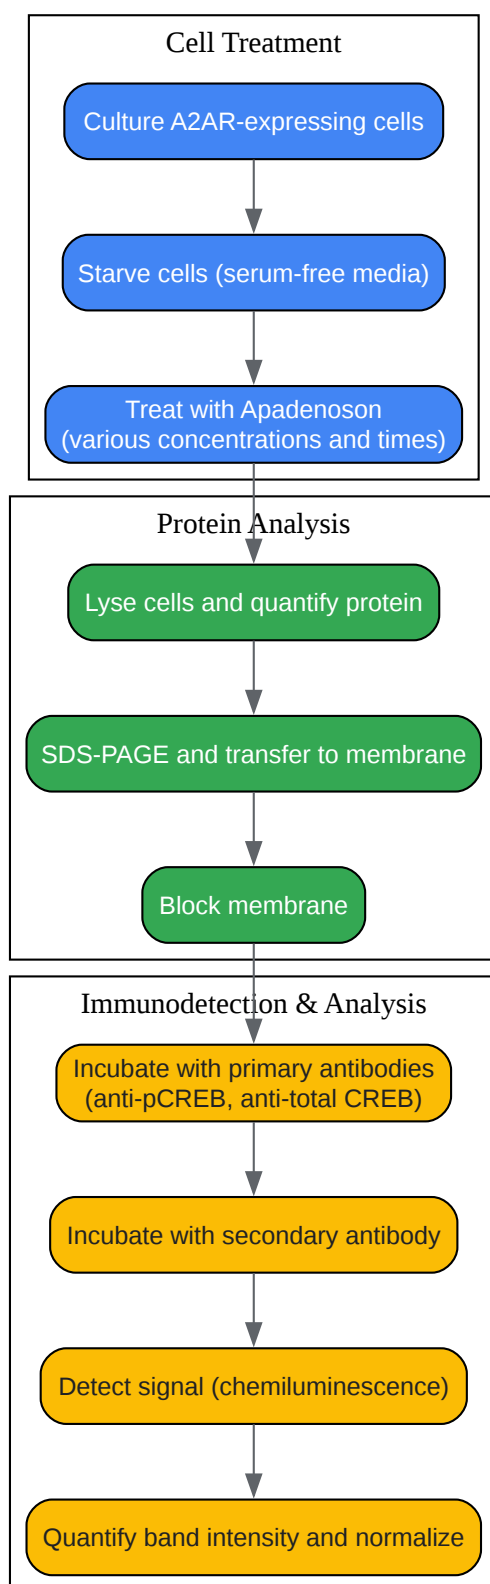 Cell Treatment
Culture A2AR-expressing cells
Starve cells (serum-free media)
Treat with Apadenoson
(various concentrations and times)
Protein Analysis
Lyse cells and quantify protein
SDS-PAGE and transfer to membrane
Block membrane
Immunodetection & Analysis
Incubate with primary antibodies
(anti-pCREB, anti-total CREB)
Incubate with secondary antibody
Detect signal (chemiluminescence)
Quantify band intensity and normalize